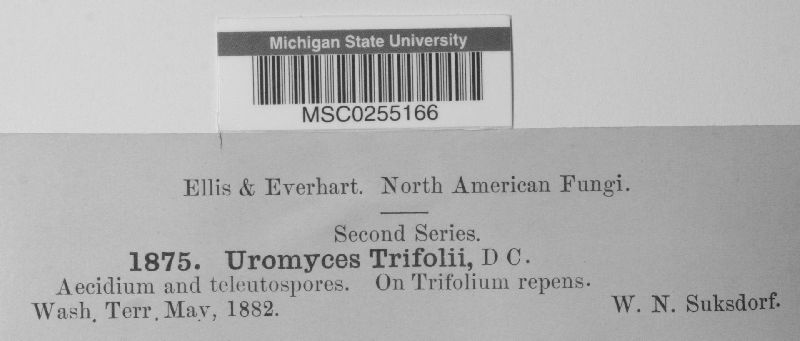 Michigan State University
MSC0255166
Ellis & Everhart. North American Fungi.
Second Series.
1875. Uromyces Trifolii, D C.
Aecidium and teleutospores. On Trifolium repens.
Wash. Terr. May, 1882.
W. N. Suksdorf.